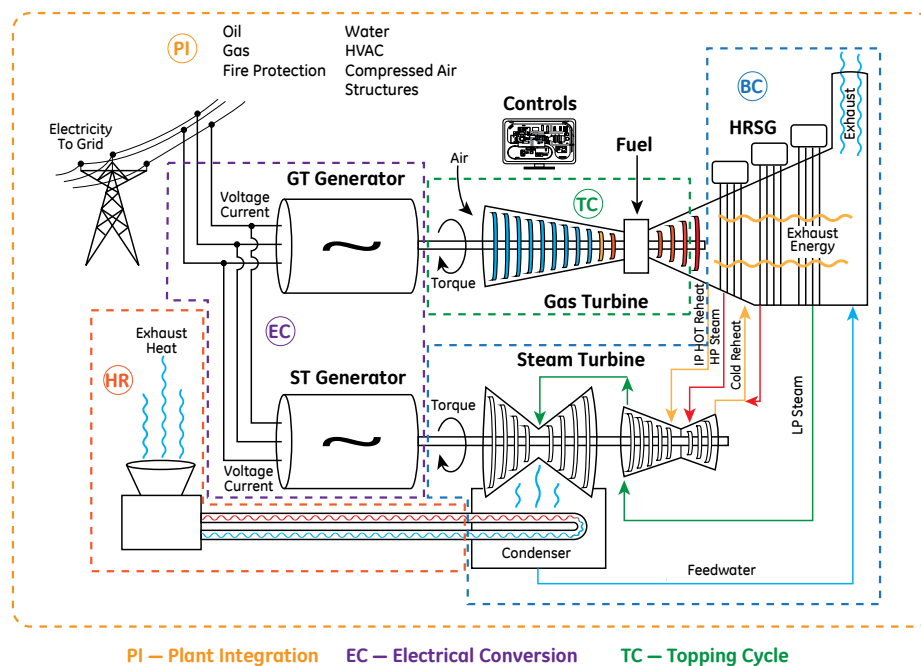 PI
Oil
Gas
Fire Protection
Water
HVAC
Compressed Air
Structures
BC
Exhaust
HRSG
Controls
Fuel
Electricity
To Grid
Air
TC
GT Generator
Voltage
Current
~
Torque
Exhaust
Energy
Gas Turbine
IP HOT Reheat
HP Steam
Cold Reheat
LP Steam
EC
Exhaust
Heat
HR
Steam Turbine
ST Generator
Torque
~
Voltage
Current
Condenser
Feedwater
PI — Plant Integration
EC — Electrical Conversion
TC — Topping Cycle